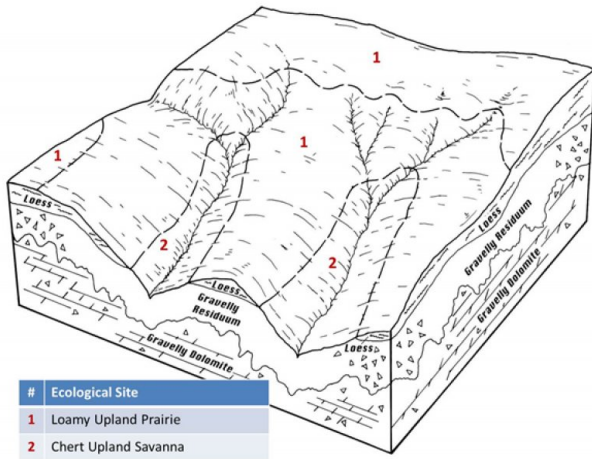 1
1
1
Loess
Loess
Gravelly Residuum
Gravelly Dolomite
2
2
Loess
Gravelly
Residuum
Loess
Gravelly Dolomite
# Ecological Site
1 Loamy Upland Prairie
2 Chert Upland Savanna